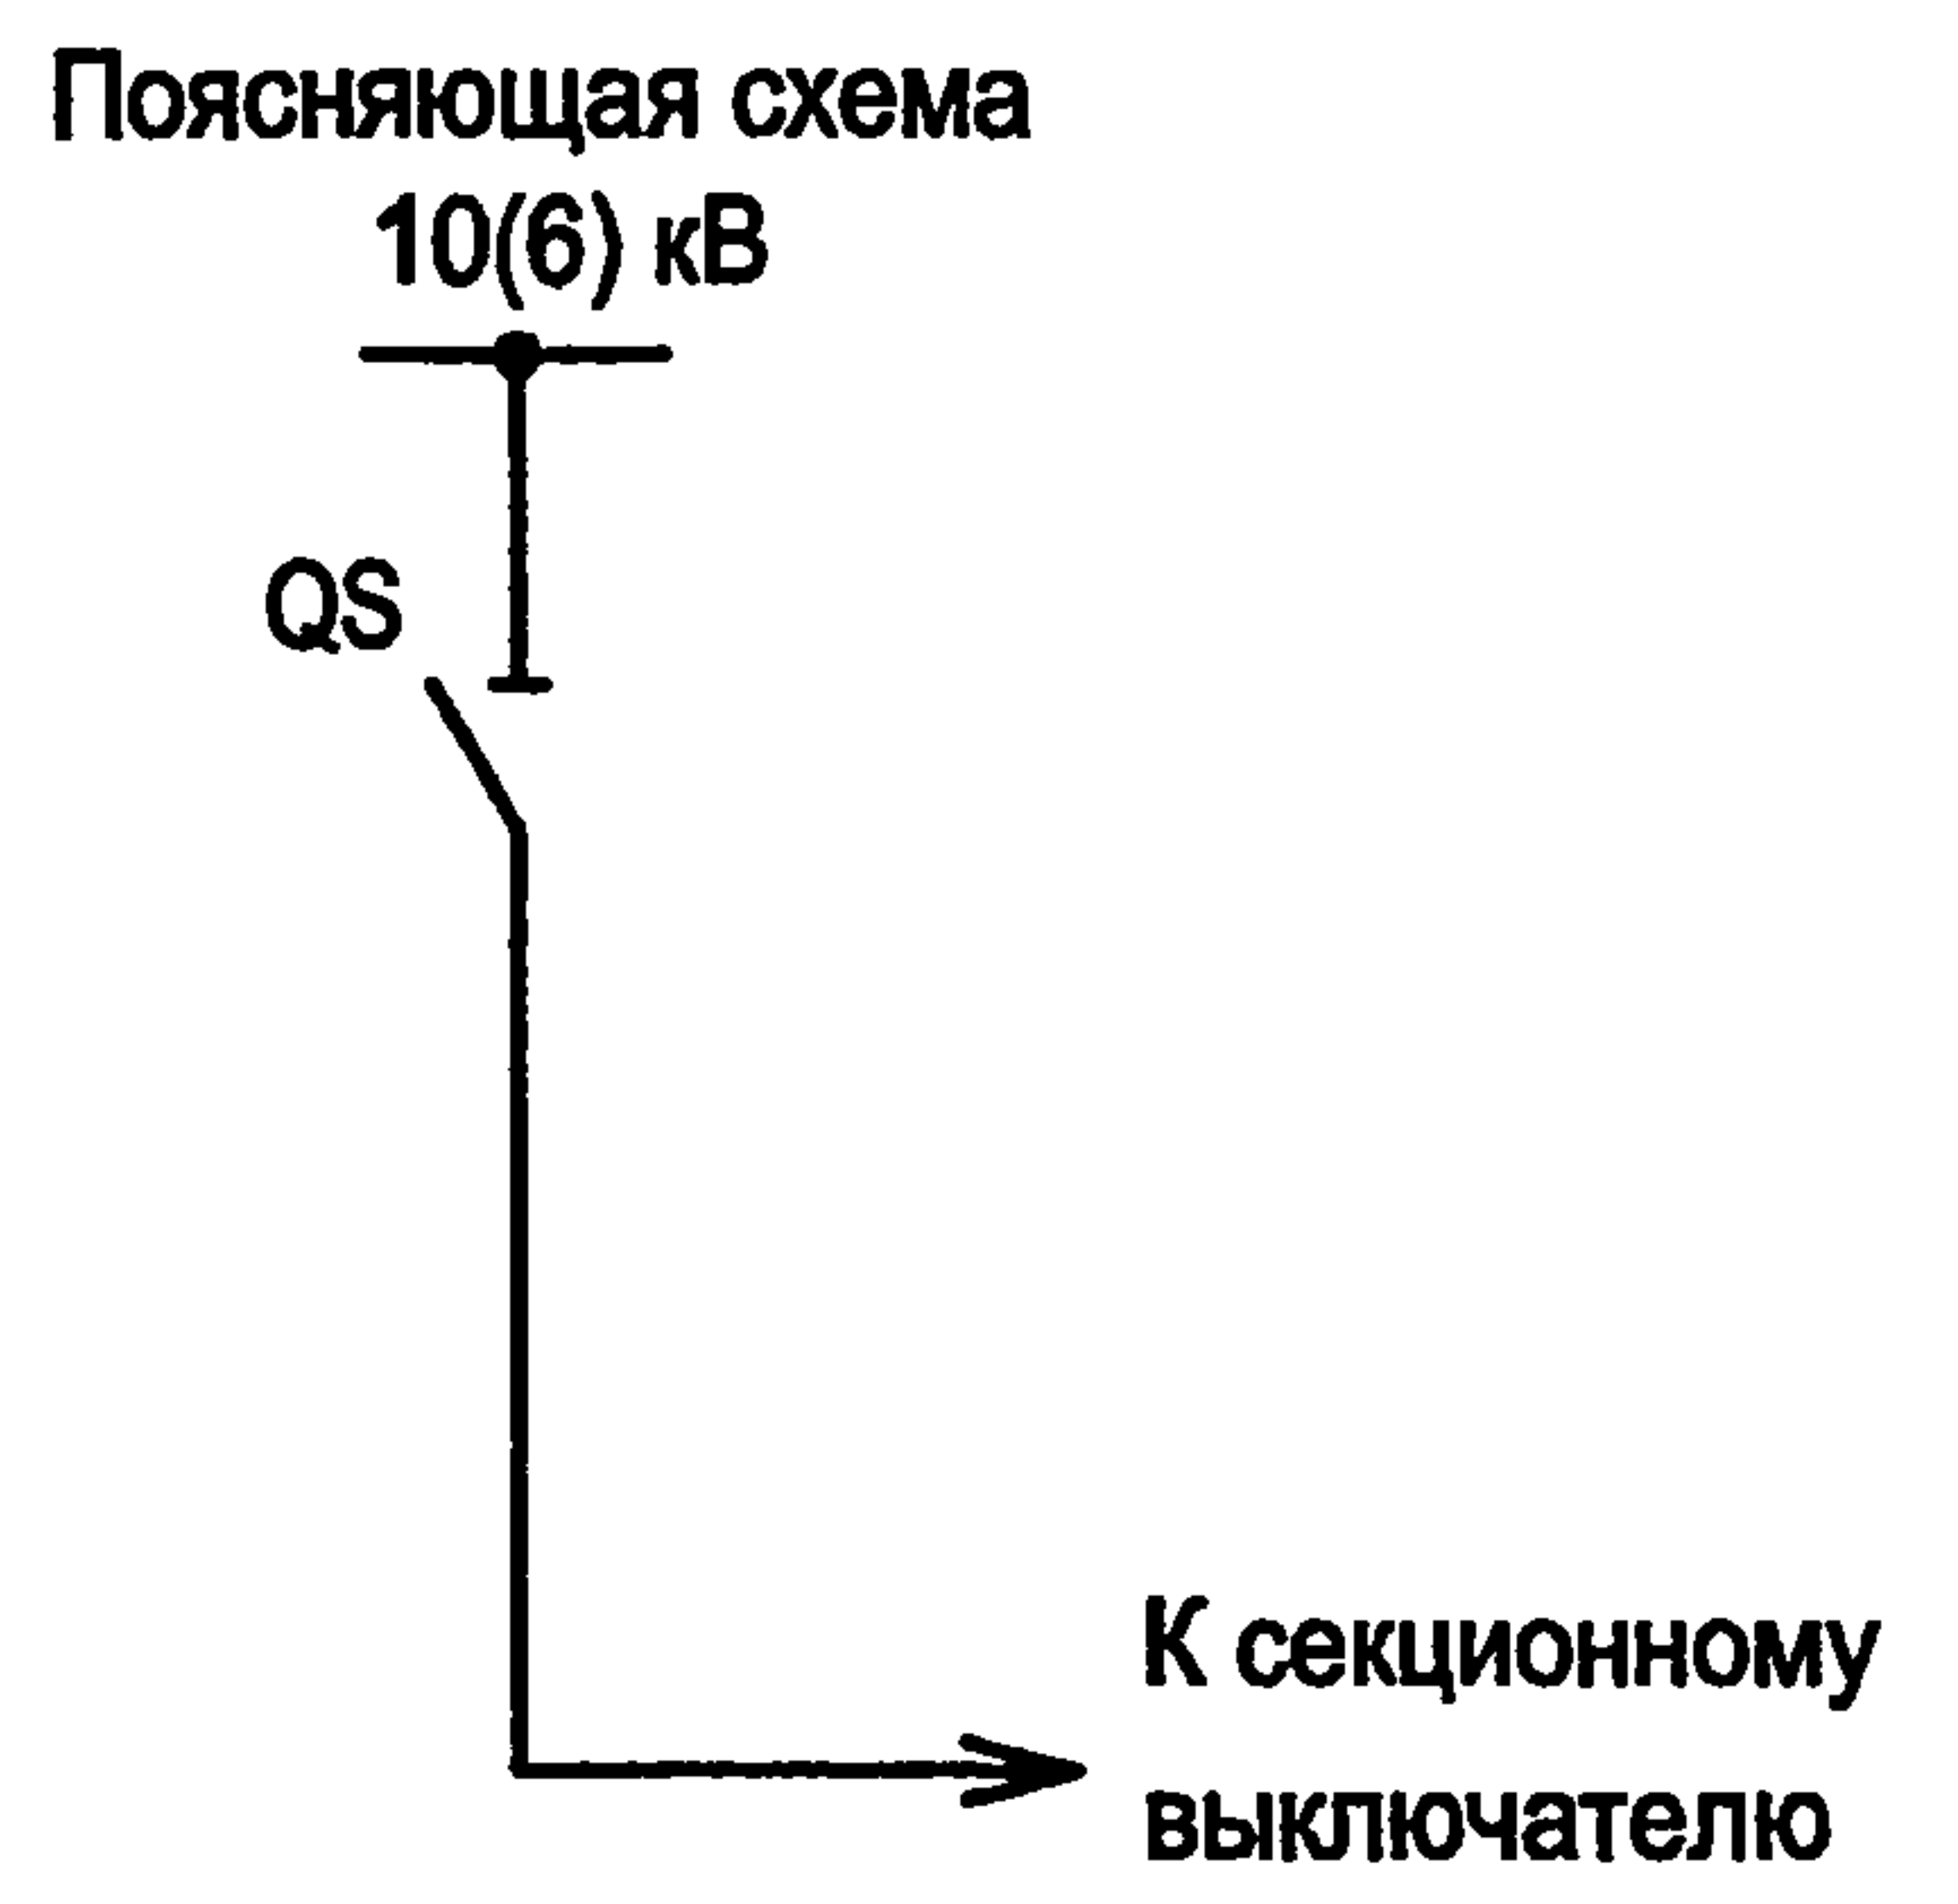 Поясняющая схема
10(6) кВ
QS
К секционному
выключателю